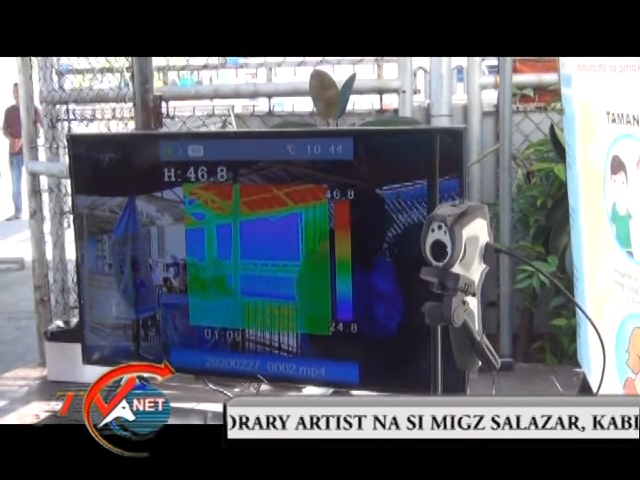 TAMAN
℃ 10 44
H:46.8
46.8
24.8
01:09
20200227_0002.mp4
TV
NET
ORARY ARTIST NA SI MIGZ SALAZAR, KABI